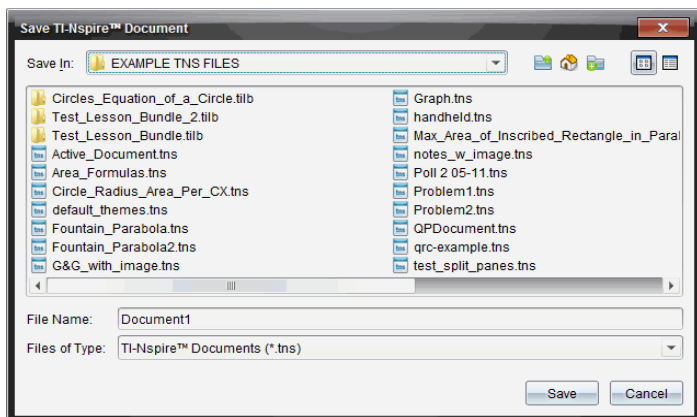 Save TI-Nspire™ Document
Save In: EXAMPLE TNS FILES
Circles_Equation_of_a_Circle.tilb
Test_Lesson_Bundle_2.tilb
Test_Lesson_Bundle.tilb
Active_Document.tns
Area_Formulas.tns
Circle_Radius_Area_Per_CX.tns
default_themes.tns
Fountain_Parabola.tns
Fountain_Parabola2.tns
G&G_with_image.tns
Graph.tns
handheld.tns
Max_Area_of_Inscribed_Rectangle_in_Paral
notes_w_image.tns
Poll 2 05-11.tns
Problem1.tns
Problem2.tns
QPDocument.tns
qrc-example.tns
test_split_panes.tns
File Name: Document1
Files of Type: TI-Nspire™ Documents (*.tns)
Save Cancel